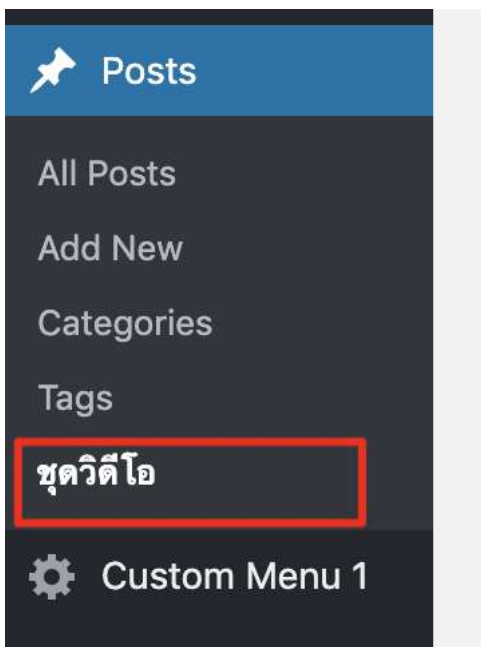 Posts
All Posts
Add New
Categories
Tags
ชุดวิดีโอ
Custom Menu 1